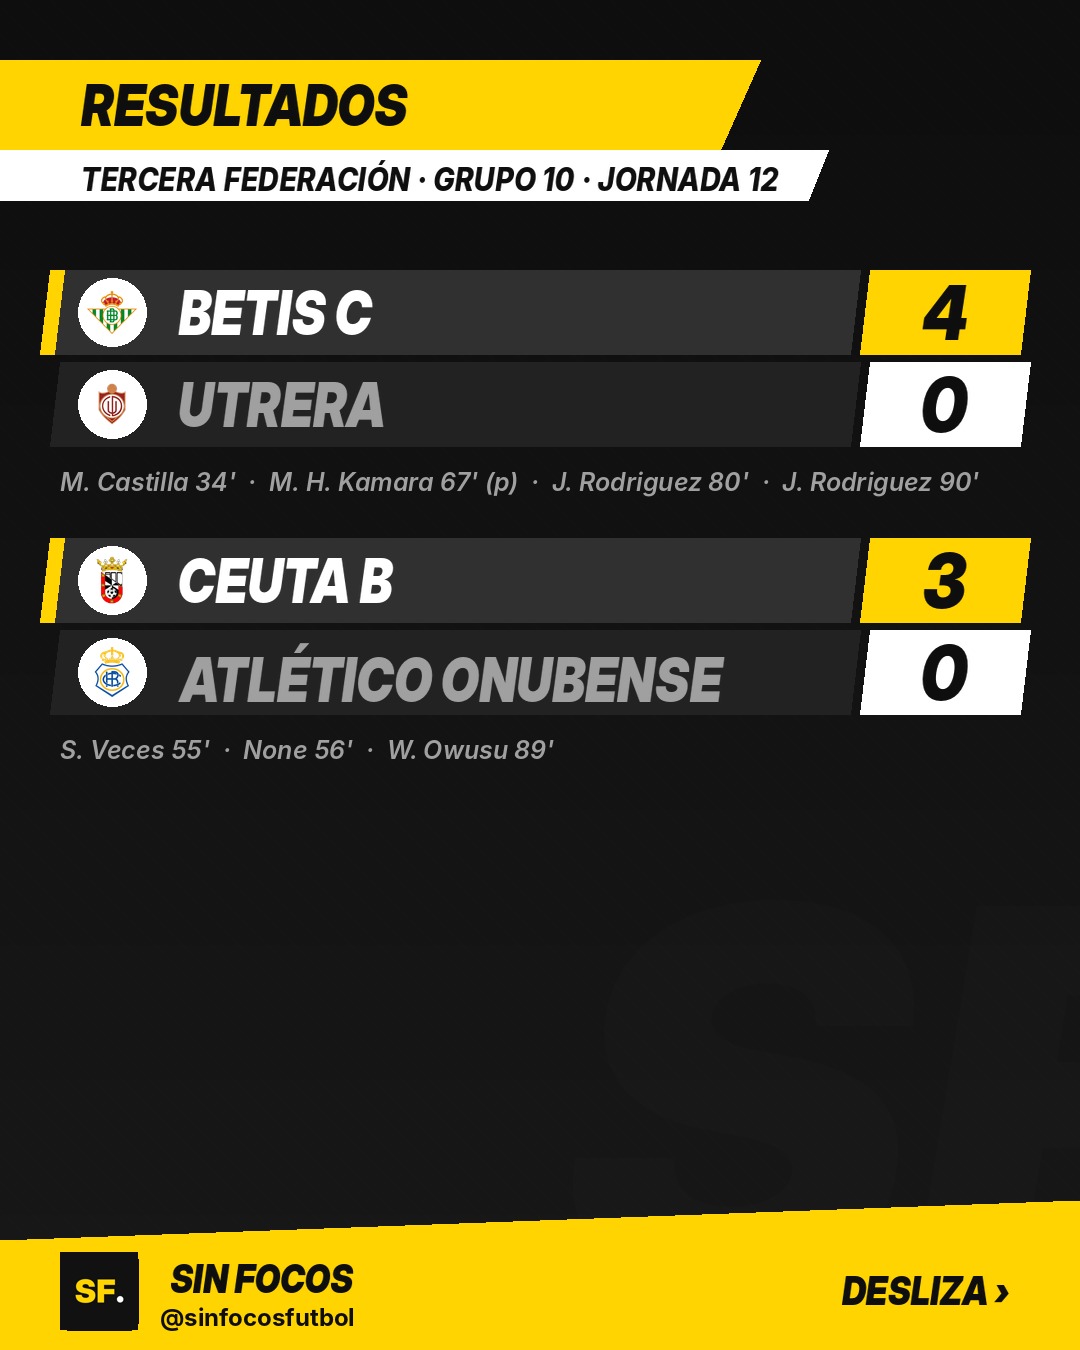 RESULTADOS
TERCERA FEDERACIÓN · GRUPO 10 · JORNADA 12
BETIS C 4
UTRERA 0
M. Castilla 34' · M. H. Kamara 67' (p) · J. Rodriguez 80' · J. Rodriguez 90'
CEUTA B 3
ATLÉTICO ONUBENSE 0
S. Veces 55' · None 56' · W. Owusu 89'
SF
SF.
SIN FOCOS
@sinfocosfutbol
DESLIZA ›